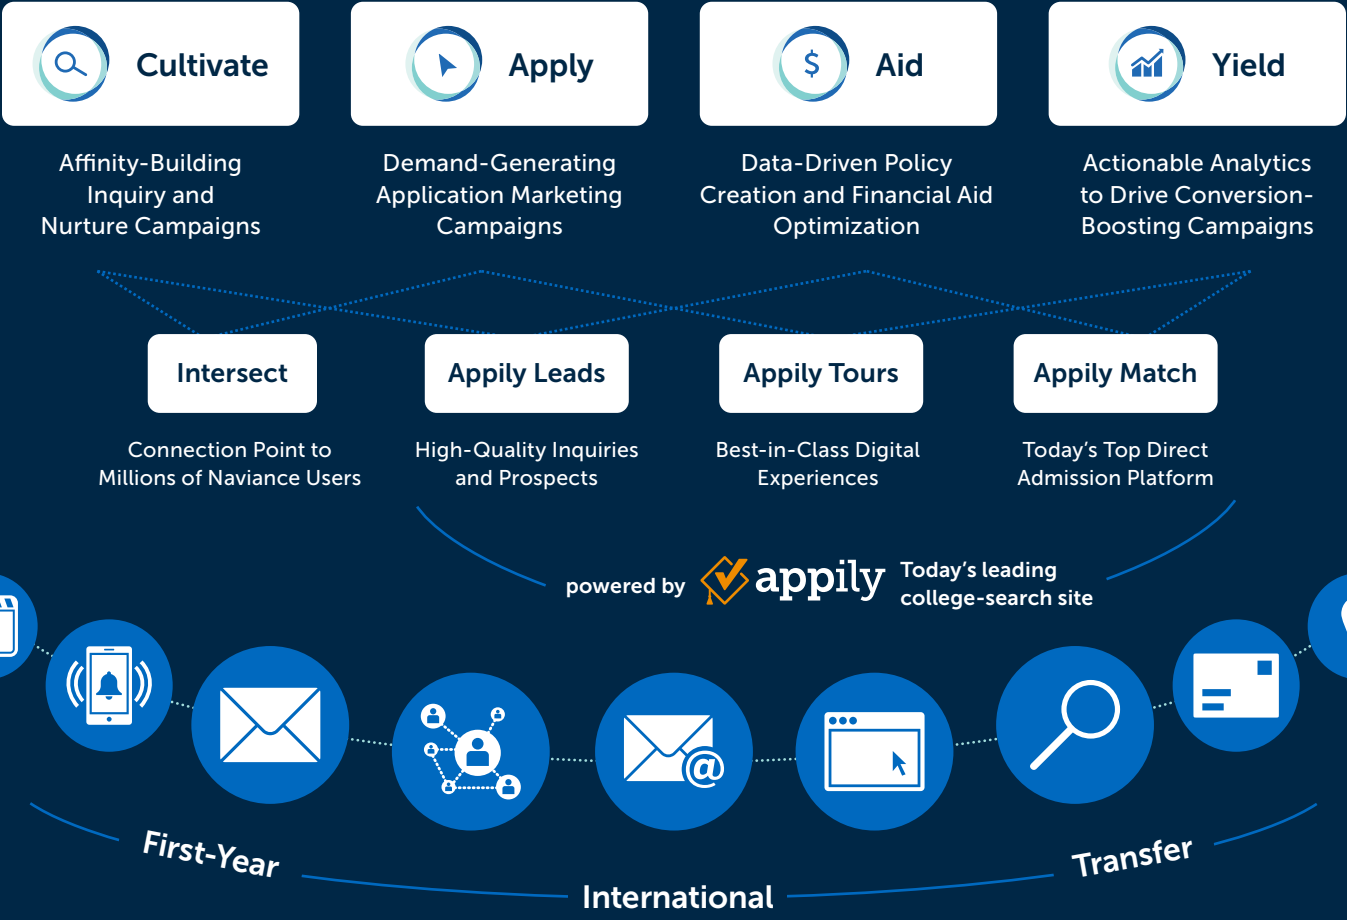 Cultivate
Apply
Aid
$
Yield
Affinity-Building
Inquiry and
Nurture Campaigns
Demand-Generating
Application Marketing
Campaigns
Data-Driven Policy
Creation and Financial Aid
Optimization
Actionable Analytics
to Drive Conversion-
Boosting Campaigns
Intersect
Appily Leads
Appily Tours
Appily Match
Connection Point to
Millions of Naviance Users
High-Quality Inquiries
and Prospects
Best-in-Class Digital
Experiences
Today’s Top Direct
Admission Platform
powered by
appily
Today’s leading
college-search site
@
First-Year
International
Transfer